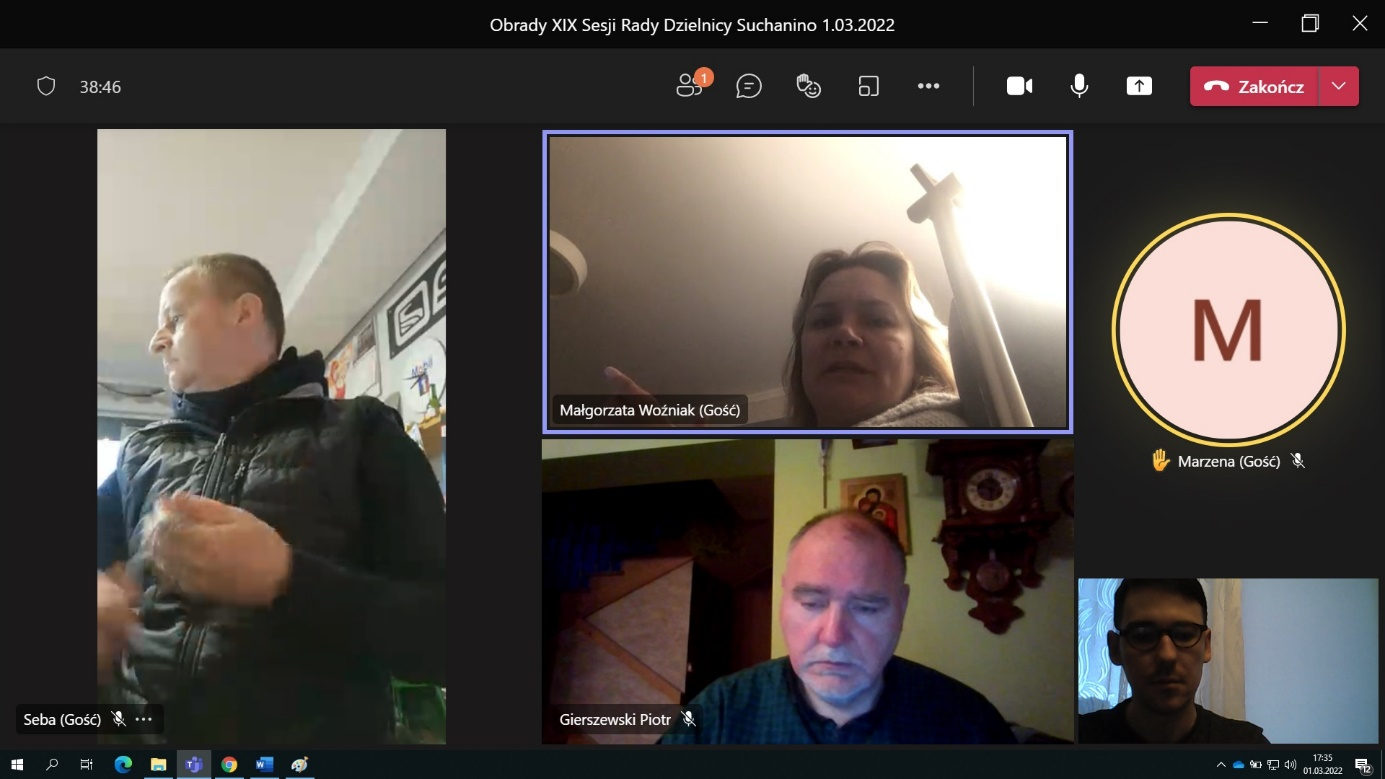 Obrady XIX Sesji Rady Dzielnicy Suchanino 1.03.2022
38:46
1
Zakończ
Małgorzata Woźniak (Gość)
M
Marzena (Gość)
Mobil
Seba (Gość)
Gierszewski Piotr
17:35
01.03.2022
12